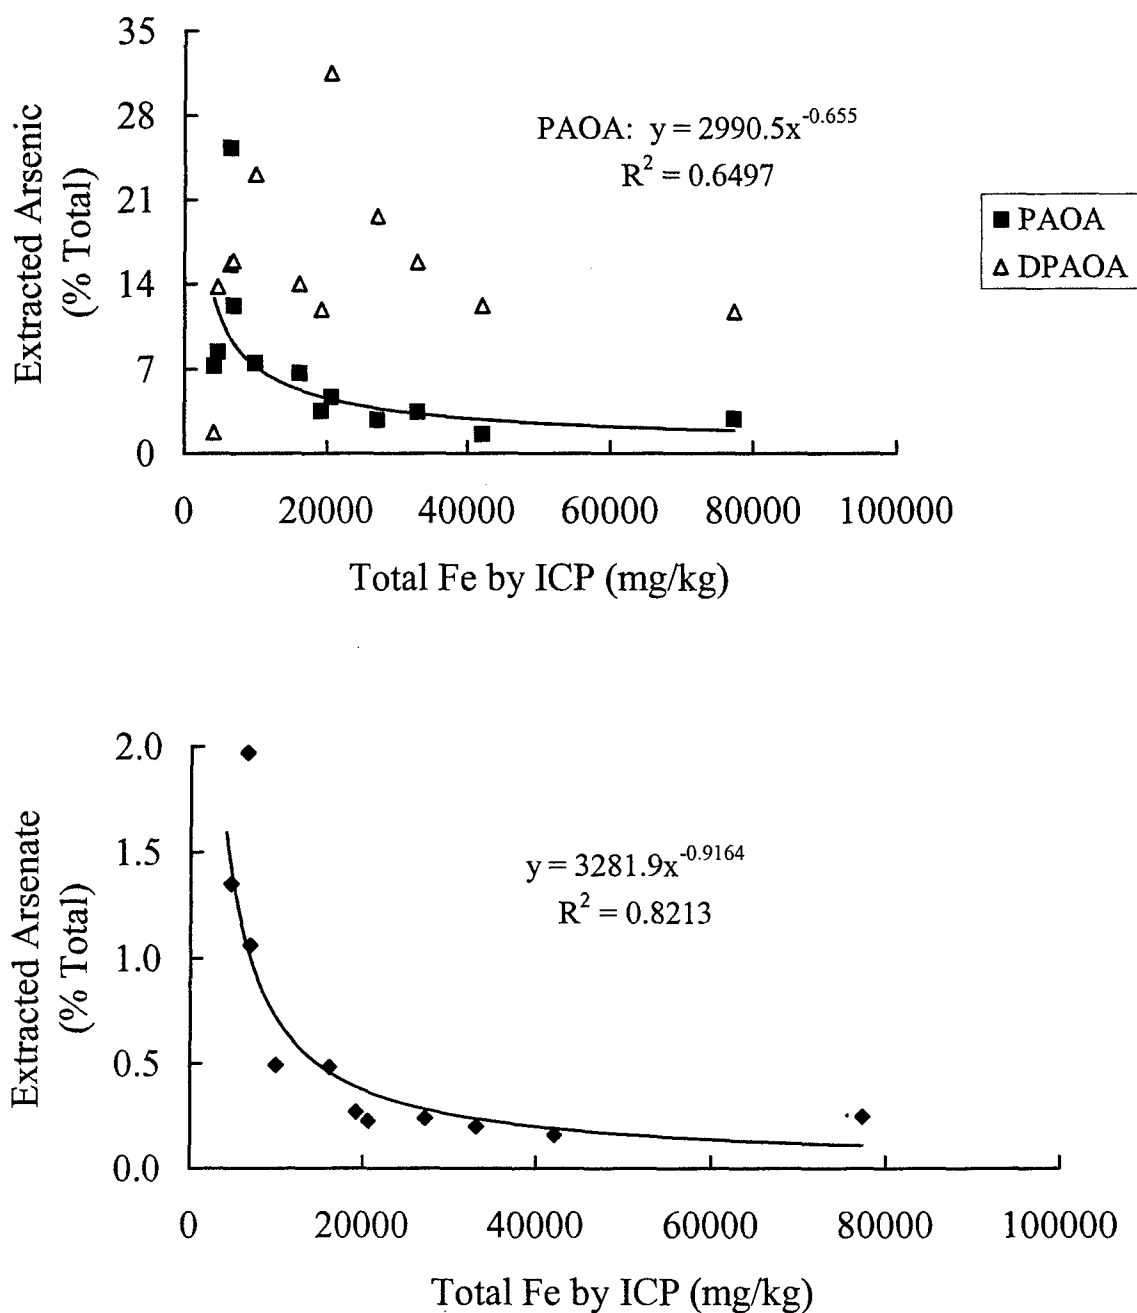 35
28
21
14
7
0
Extracted Arsenic
(% Total)
PAOA: y = 2990.5x^-0.655
R² = 0.6497
■ PAOA
△ DPAOA
0 20000 40000 60000 80000 100000
Total Fe by ICP (mg/kg)
2.0
1.5
1.0
0.5
0.0
Extracted Arsenate
(% Total)
y = 3281.9x^-0.9164
R² = 0.8213
0 20000 40000 60000 80000 100000
Total Fe by ICP (mg/kg)